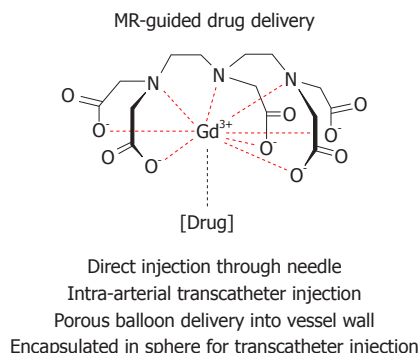 MR-guided drug delivery
N N N
O O O O
O⁻ Gd³⁺ O⁻ O⁻
O⁻ O⁻
[Drug]
Direct injection through needle
Intra-arterial transcatheter injection
Porous balloon delivery into vessel wall
Encapsulated in sphere for transcatheter injection